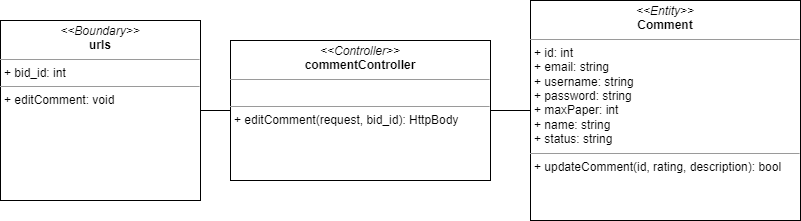 <<Boundary>>
urls
+ bid_id: int
+ editComment: void
<<Controller>>
commentController
+ editComment(request, bid_id): HttpBody
<<Entity>>
Comment
+ id: int
+ email: string
+ username: string
+ password: string
+ maxPaper: int
+ name: string
+ status: string
+ updateComment(id, rating, description): bool